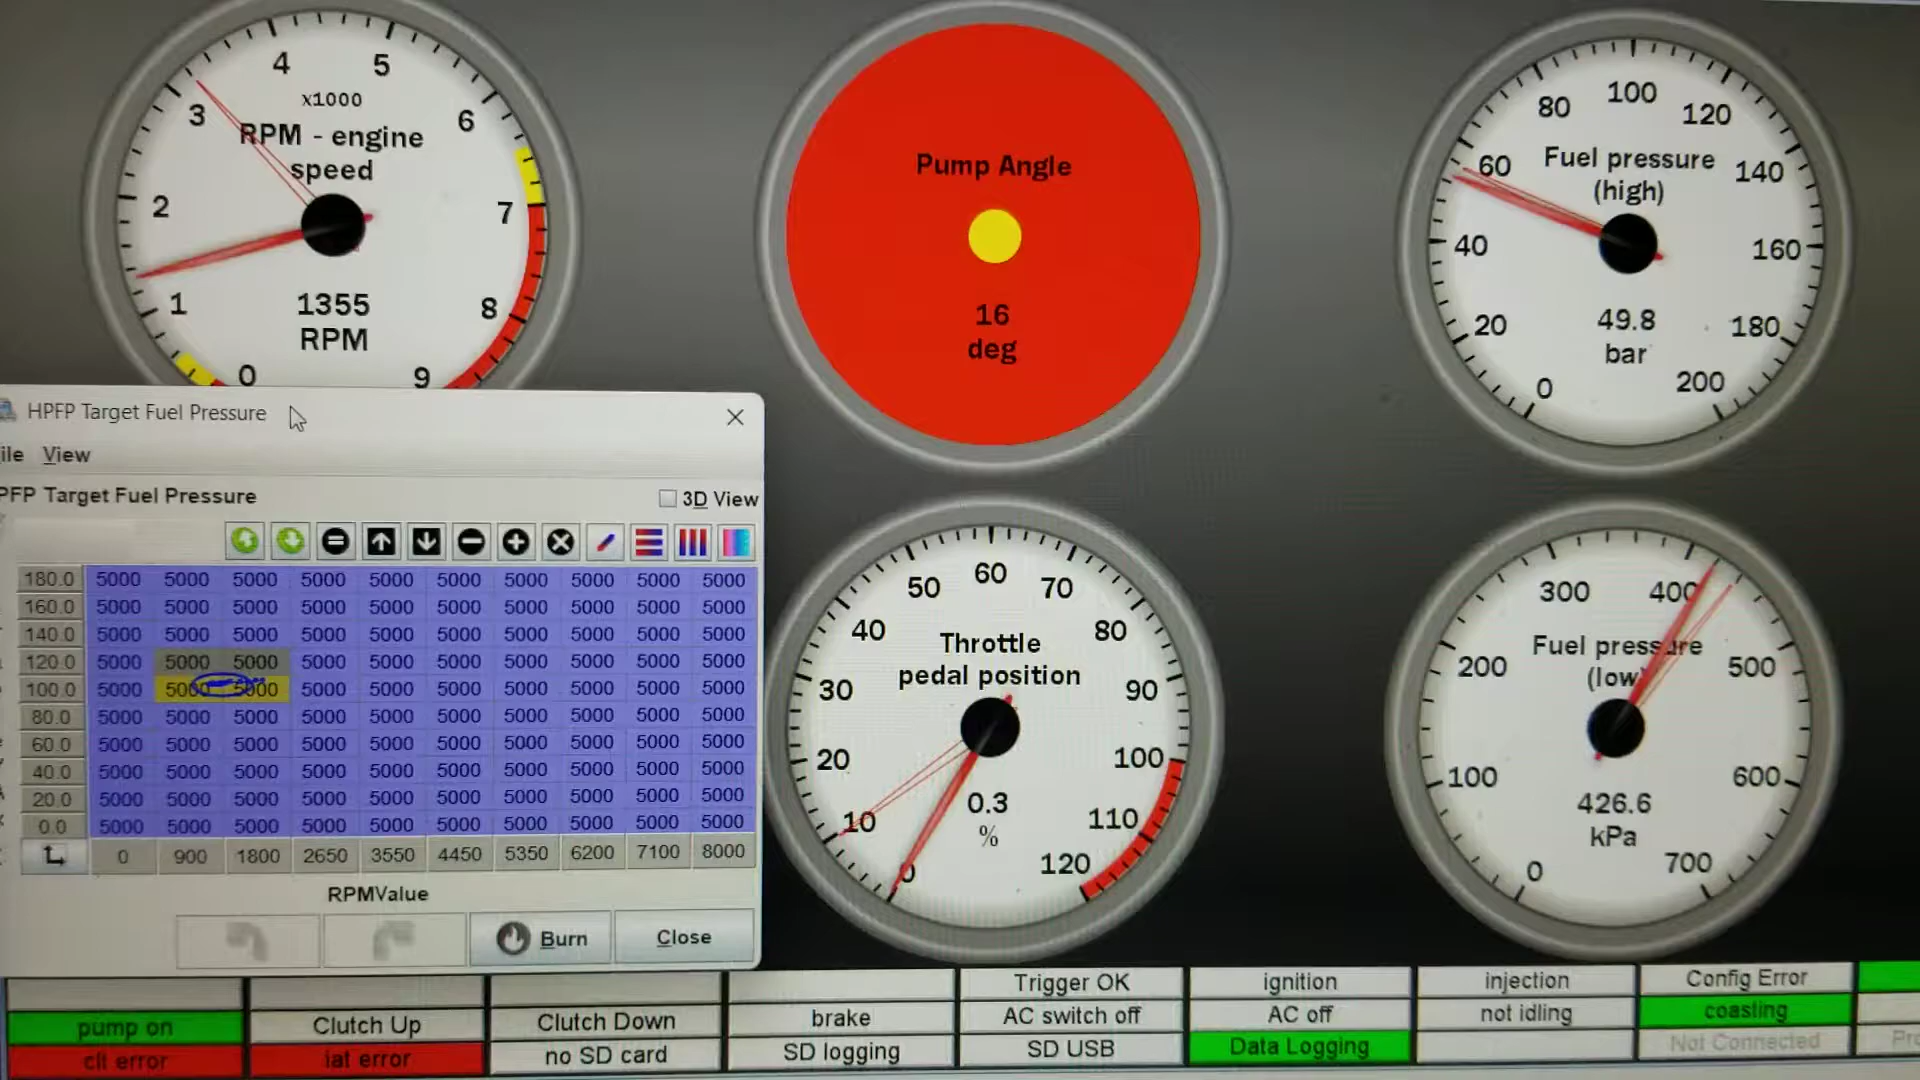 4 5
x1000
3 RPM - engine 6
speed
2 7
1 1355 8
RPM
0 9
Pump Angle
16
deg
80 100 120
60 Fuel pressure 140
(high)
40 160
20 49.8 180
bar
0 200
HPFP Target Fuel Pressure
ile View
PFP Target Fuel Pressure 3D View
180.0 5000 5000 5000 5000 5000 5000 5000 5000 5000 5000
160.0 5000 5000 5000 5000 5000 5000 5000 5000 5000 5000
140.0 5000 5000 5000 5000 5000 5000 5000 5000 5000 5000
120.0 5000 5000 5000 5000 5000 5000 5000 5000 5000 5000
100.0 5000 5000 5000 5000 5000 5000 5000 5000 5000 5000
80.0 5000 5000 5000 5000 5000 5000 5000 5000 5000 5000
60.0 5000 5000 5000 5000 5000 5000 5000 5000 5000 5000
40.0 5000 5000 5000 5000 5000 5000 5000 5000 5000 5000
20.0 5000 5000 5000 5000 5000 5000 5000 5000 5000 5000
0.0 5000 5000 5000 5000 5000 5000 5000 5000 5000 5000
0 900 1800 2650 3550 4450 5350 6200 7100 8000
RPMValue
Burn Close
50 60 70
40 Throttle 80
pedal position
30 90
20 100
10 0.3 110
%
0 120
300 400
200 Fuel pressure 500
(low)
100 600
426.6
kPa
0 700
Trigger OK ignition injection Config Error
pump on Clutch Up Clutch Down brake AC switch off AC off not idling coasting
clt error iat error no SD card SD logging SD USB Data Logging Not Connected